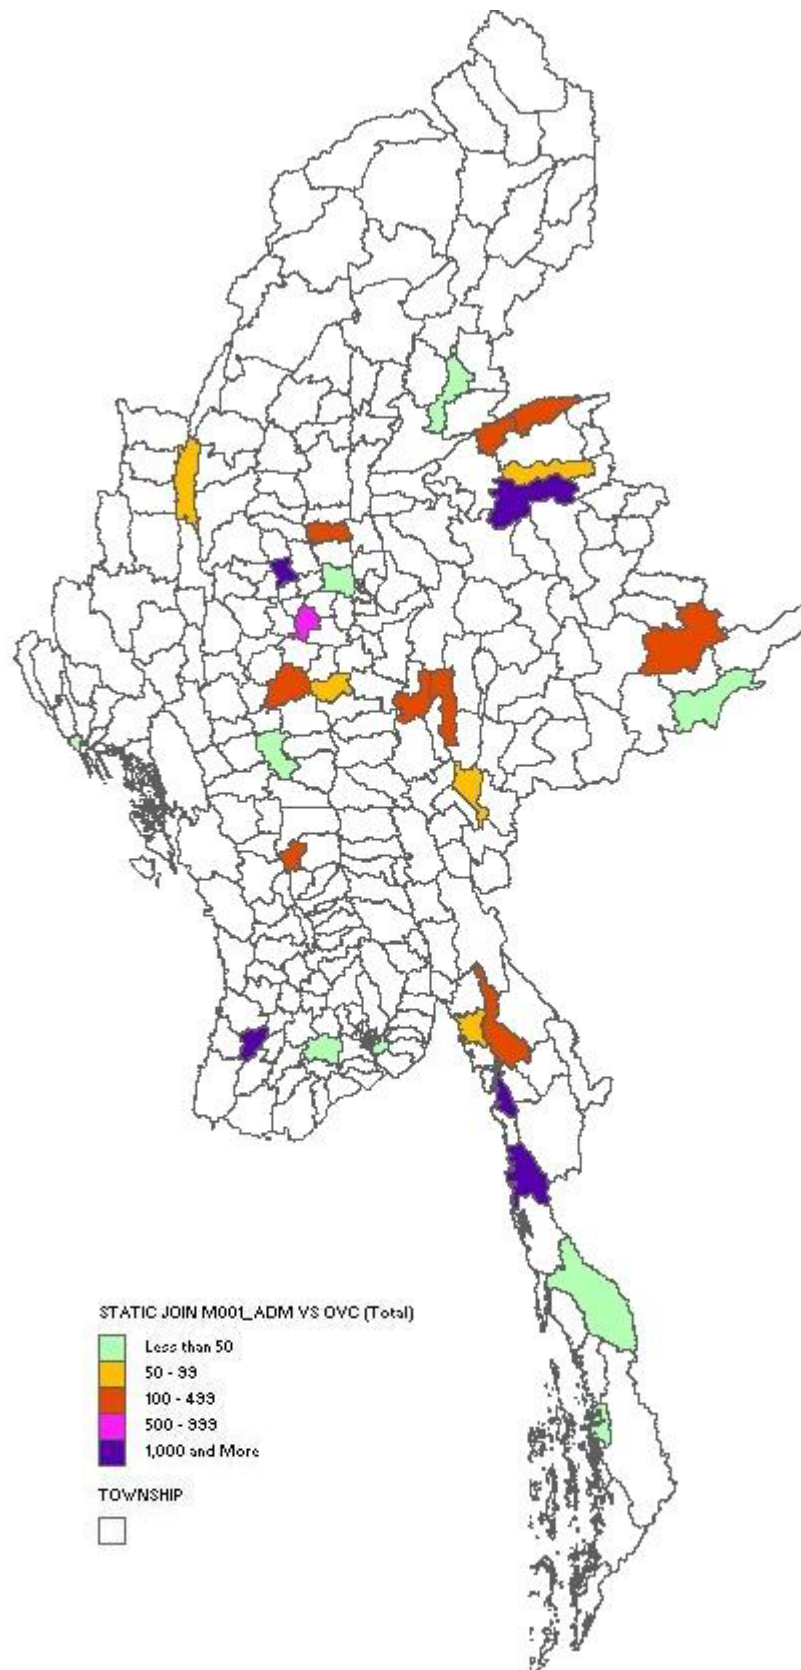 STATIC JOIN M001_ADM VS OVC (Total)
Less than 50
50 - 99
100 - 499
500 - 999
1,000 and More
TOWNSHIP